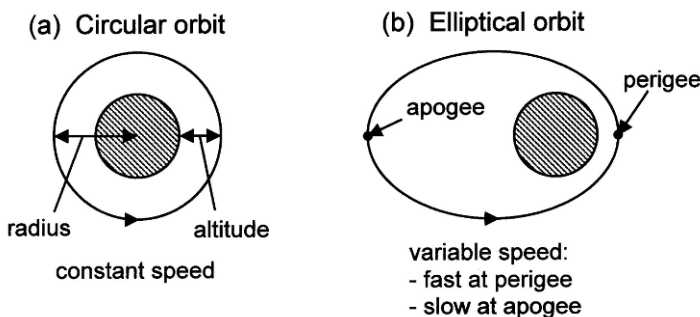 (a) Circular orbit
radius
altitude
constant speed
(b) Elliptical orbit
apogee
perigee
variable speed:
- fast at perigee
- slow at apogee